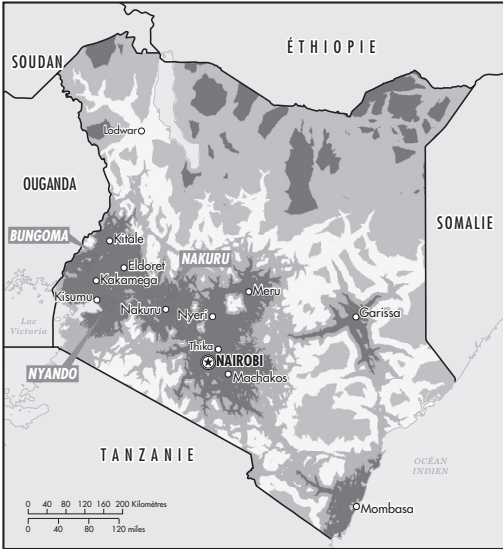 ÉTHIOPIE
SOUDAN
Lodwar
OUGANDA
SOMALIE
BUNGOMA
Kitale
NAKURU
Eldoret
Kakamega
Meru
Kisumu
Nakuru
Nyeri
Garissa
Lac
Victoria
Thika
NAIROBI
NYANDO
Machakos
TANZANIE
OCÉAN
INDIEN
0 40 80 120 160 200 Kilomètres
0 40 80 120 miles
Mombasa